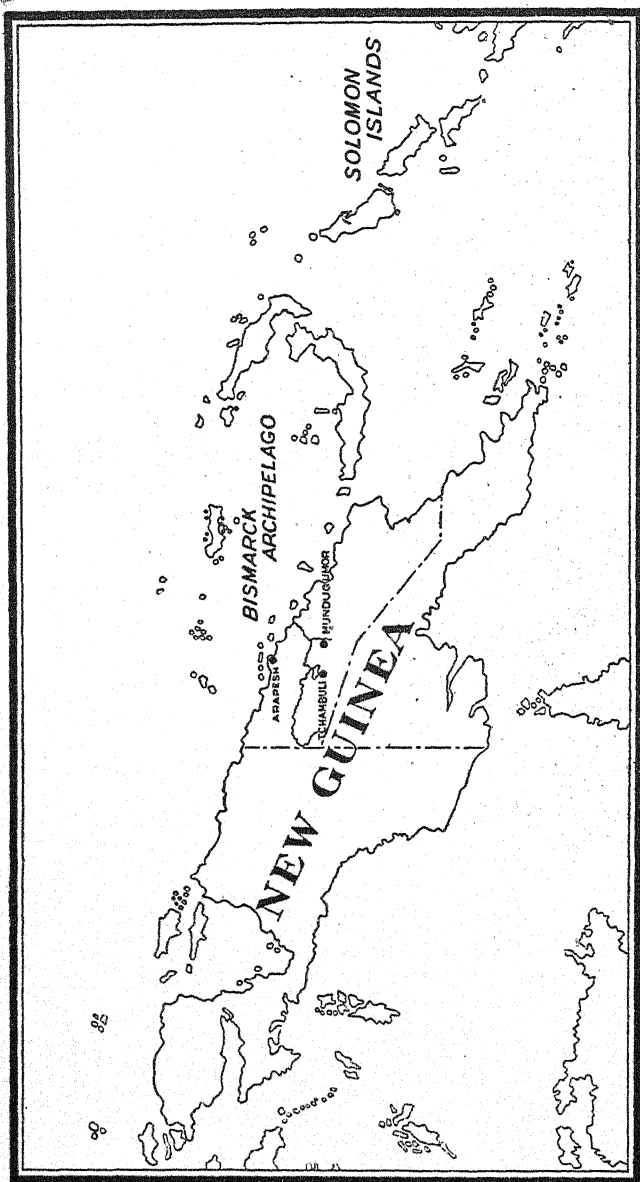 SOLOMON
ISLANDS
BISMARCK
ARCHIPELAGO
ARAPESH
MUNDUGUMOR
TCHAMBULI
NEW GUINEA